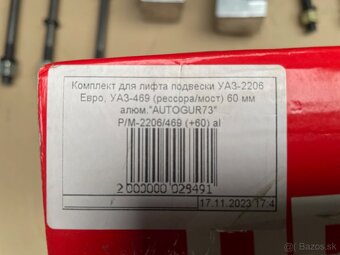 Комплект для лифта подвески УАЗ-2206
Евро, УАЗ-469 (рессора/мост) 60 мм
алюм."AUTOGUR73"
Р/М-2206/469 (+60) al
2 000000 029491
17.11.2023 17:4
Bazos.sk